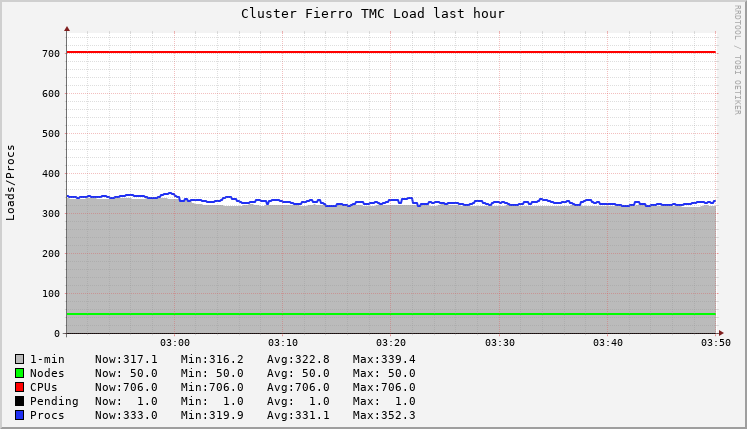 Cluster Fierro TMC Load last hour
RRDTOOL / TOBI OETIKER
Loads/Procs
700
600
500
400
300
200
100
0
03:00 03:10 03:20 03:30 03:40 03:50
1-min Now:317.1 Min:316.2 Avg:322.8 Max:339.4
Nodes Now: 50.0 Min: 50.0 Avg: 50.0 Max: 50.0
CPUs Now:706.0 Min:706.0 Avg:706.0 Max:706.0
Pending Now: 1.0 Min: 1.0 Avg: 1.0 Max: 1.0
Procs Now:333.0 Min:319.9 Avg:331.1 Max:352.3